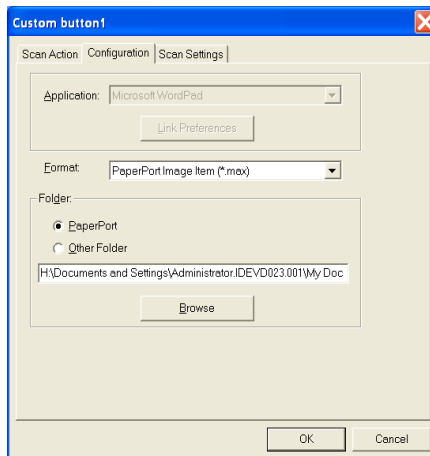 Custom button1
Scan Action Configuration Scan Settings
Application: Microsoft WordPad
Link Preferences
Format: PaperPort Image Item (*.max)
Folder:
PaperPort
Other Folder
H:\Documents and Settings\Administrator.IDEVD023.001\My Doc
Browse
OK Cancel